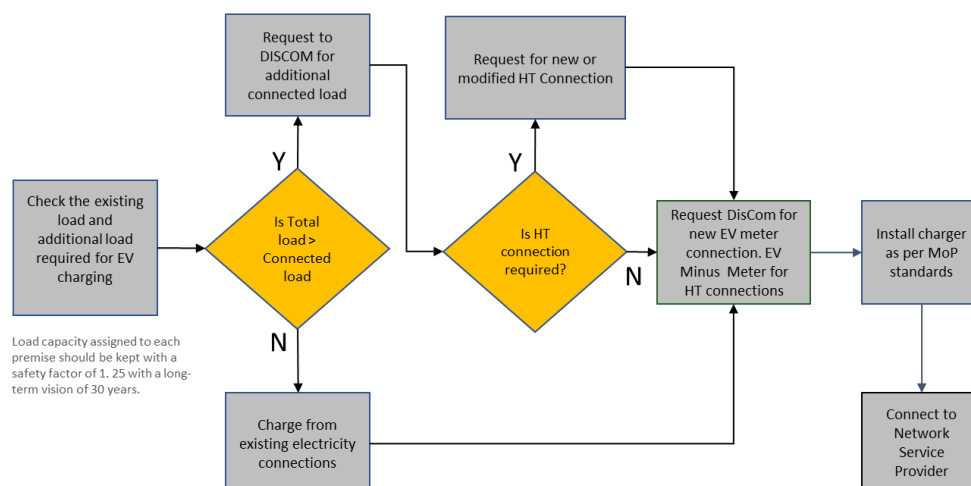 Request to
DISCOM for
additional
connected load
Request for new or
modified HT Connection
Y
Y
Check the existing
load and
additional load
required for EV
charging
Is Total
load >
Connected
load
Is HT
connection
required?
N
Request DisCom for
new EV meter
connection. EV
Minus Meter for
HT connections
Install charger
as per MoP
standards
N
Load capacity assigned to each
premise should be kept with a
safety factor of 1. 25 with a long-
term vision of 30 years.
Charge from
existing electricity
connections
Connect to
Network
Service
Provider